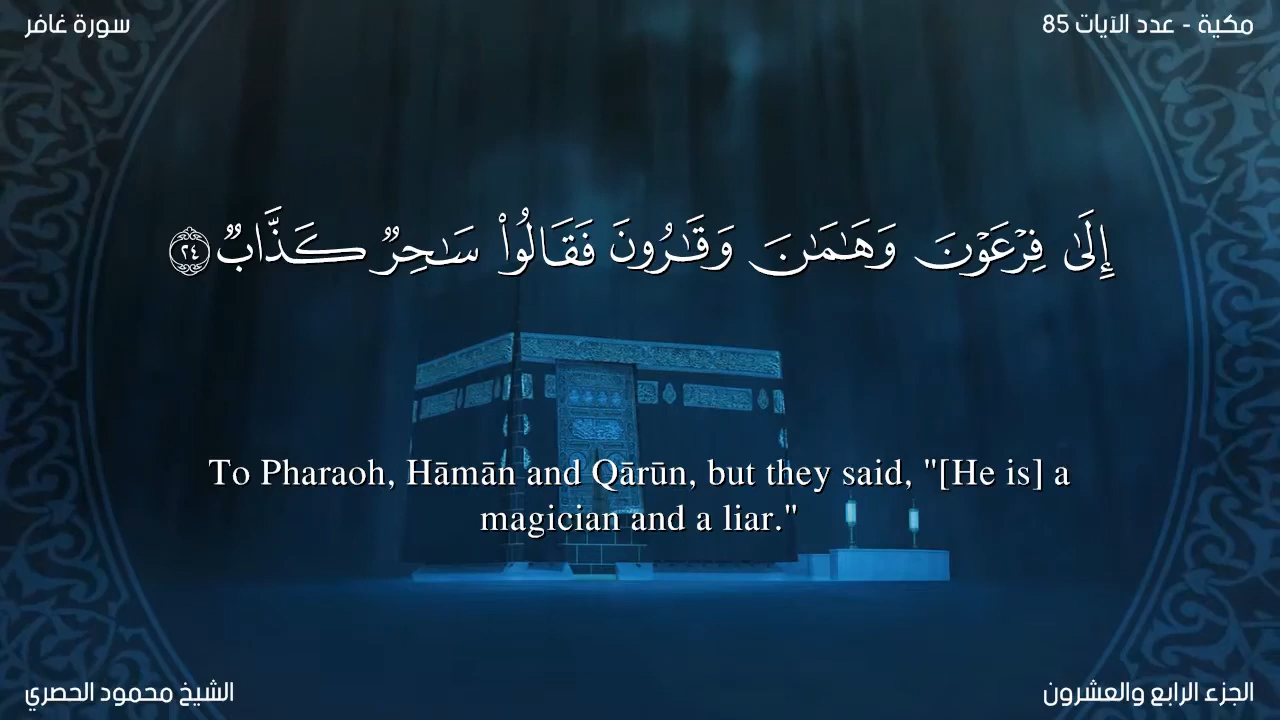 سورة غافر
مكية - عدد الآيات 85
إِلَىٰ فِرْعَوْنَ وَهَـٰمَـٰنَ وَقَـٰرُونَ فَقَالُوا۟ سَـٰحِرٌ كَذَّابٌ ٢٤
To Pharaoh, Hāmān and Qārūn, but they said, "[He is] a
magician and a liar."
الشيخ محمود الحصري
الجزء الرابع والعشرون